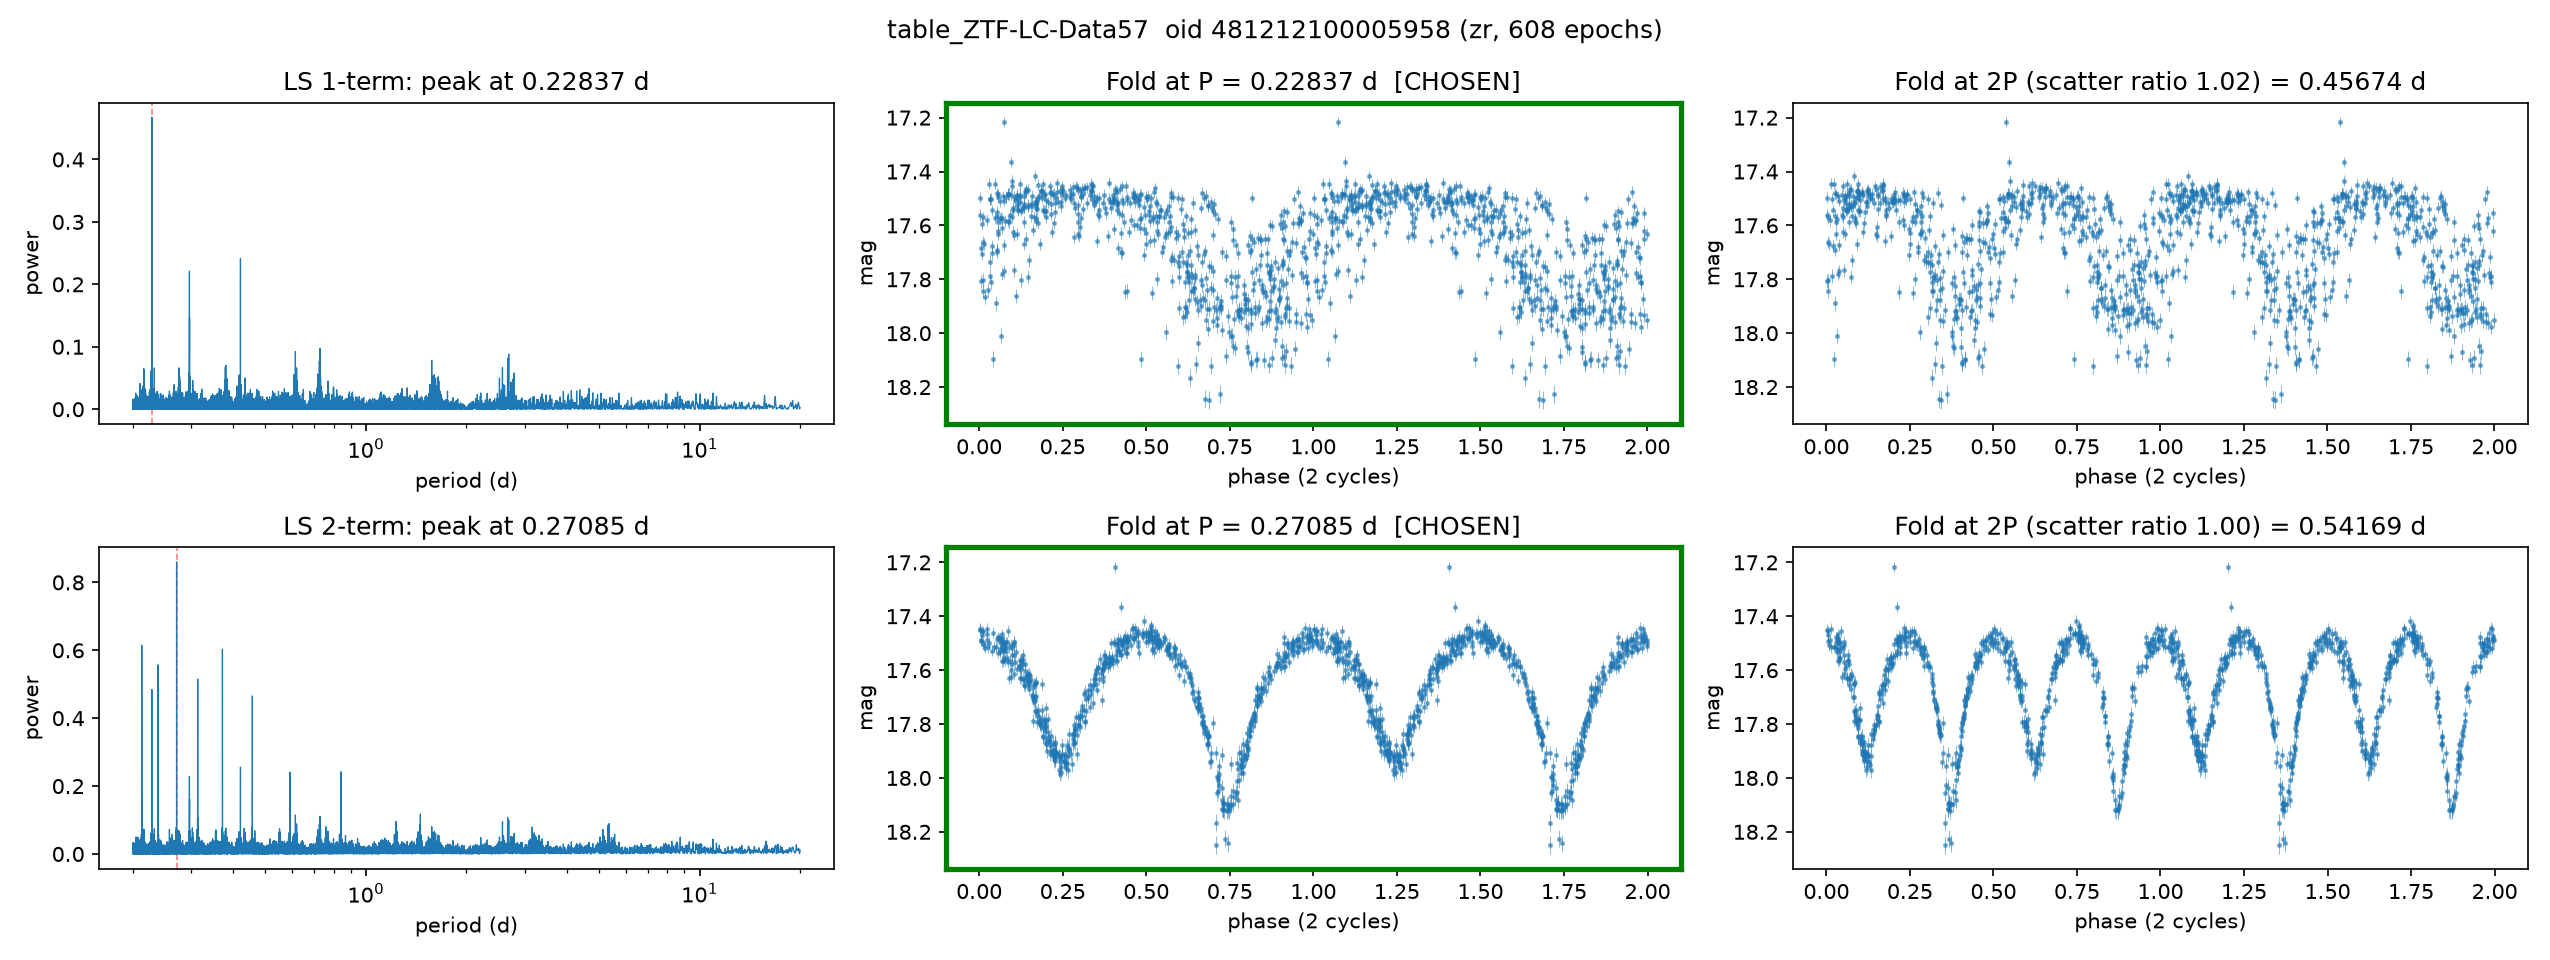 table_ZTF-LC-Data57  oid 481212100005958 (zr, 608 epochs)
LS 1-term: peak at 0.22837 d
power
0.4
0.3
0.2
0.1
0.0
10⁰
10¹
period (d)
Fold at P = 0.22837 d  [CHOSEN]
mag
17.2
17.4
17.6
17.8
18.0
18.2
0.00 0.25 0.50 0.75 1.00 1.25 1.50 1.75 2.00
phase (2 cycles)
Fold at 2P (scatter ratio 1.02) = 0.45674 d
mag
17.2
17.4
17.6
17.8
18.0
18.2
0.00 0.25 0.50 0.75 1.00 1.25 1.50 1.75 2.00
phase (2 cycles)
LS 2-term: peak at 0.27085 d
power
0.8
0.6
0.4
0.2
0.0
10⁰
10¹
period (d)
Fold at P = 0.27085 d  [CHOSEN]
mag
17.2
17.4
17.6
17.8
18.0
18.2
0.00 0.25 0.50 0.75 1.00 1.25 1.50 1.75 2.00
phase (2 cycles)
Fold at 2P (scatter ratio 1.00) = 0.54169 d
mag
17.2
17.4
17.6
17.8
18.0
18.2
0.00 0.25 0.50 0.75 1.00 1.25 1.50 1.75 2.00
phase (2 cycles)